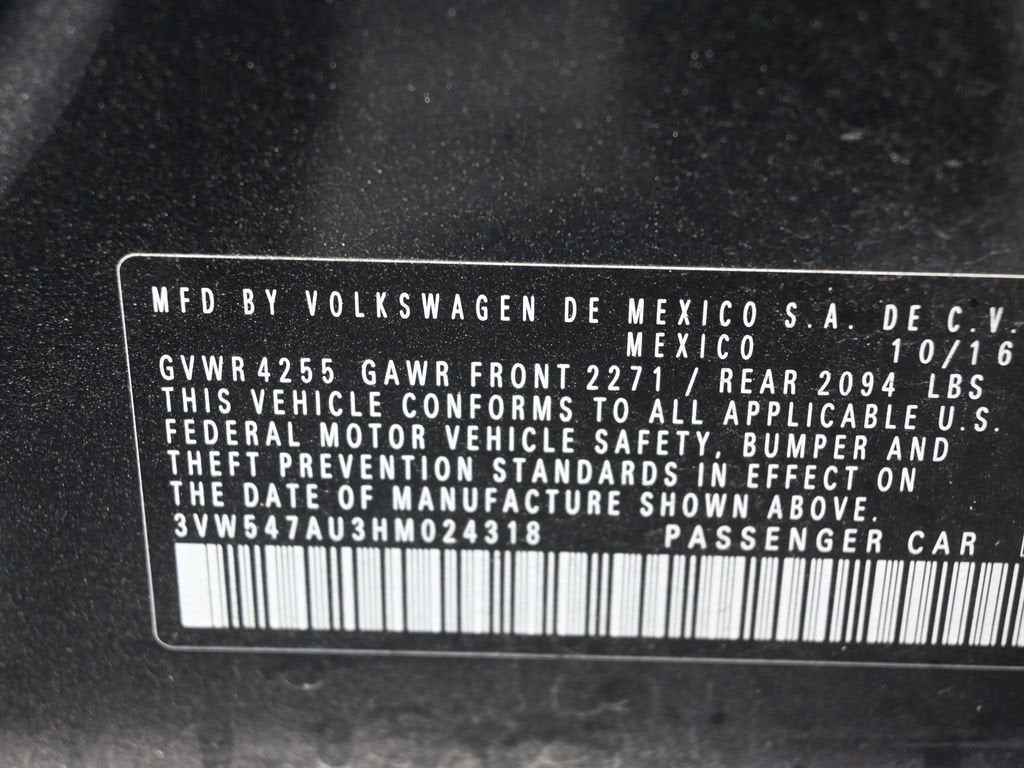 MFD BY VOLKSWAGEN DE MEXICO S.A. DE C.V.
MEXICO 10/16
GVWR 4255 GAWR FRONT 2271 / REAR 2094 LBS
THIS VEHICLE CONFORMS TO ALL APPLICABLE U.S.
FEDERAL MOTOR VEHICLE SAFETY, BUMPER AND
THEFT PREVENTION STANDARDS IN EFFECT ON
THE DATE OF MANUFACTURE SHOWN ABOVE.
3VW547AU3HM024318 PASSENGER CAR